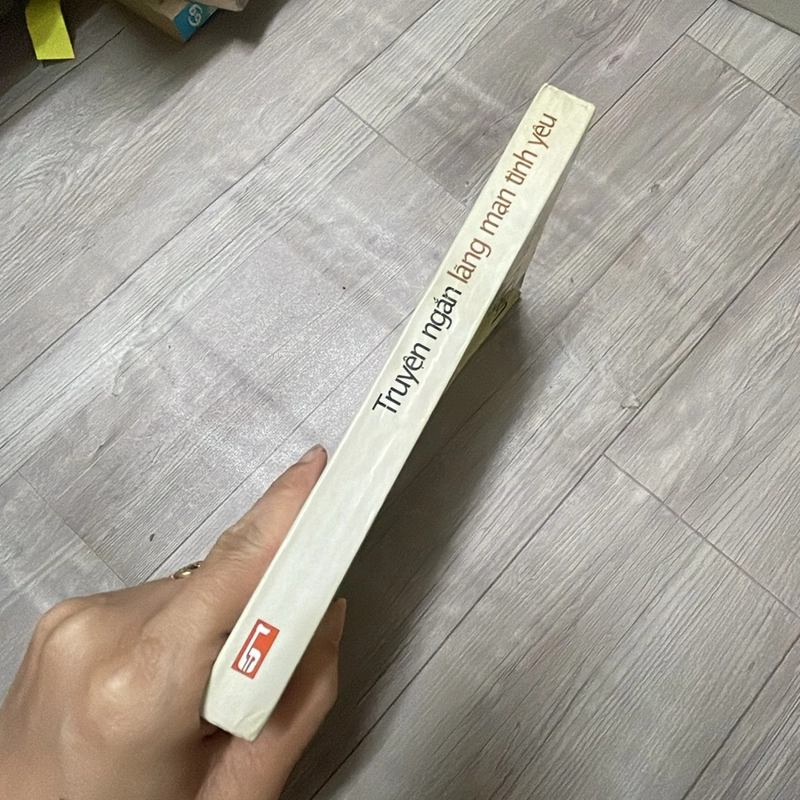 Truyện ngắn lãng mạn tình yêu